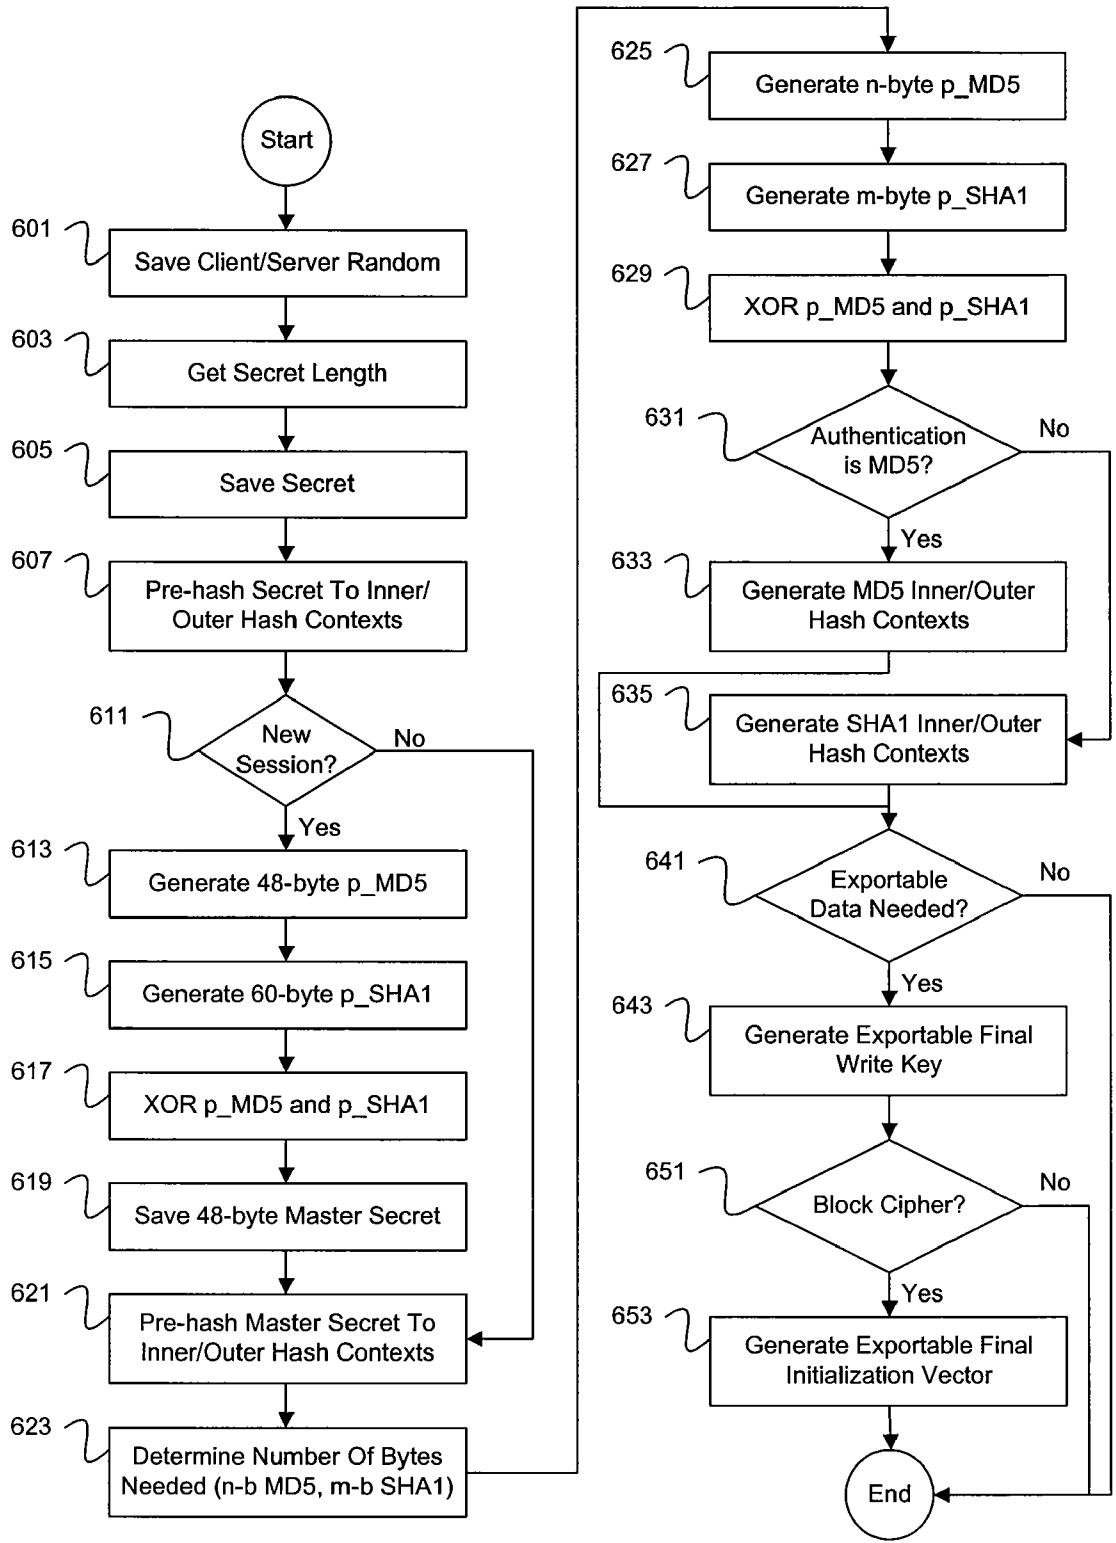 Start
601
Save Client/Server Random
603
Get Secret Length
605
Save Secret
607
Pre-hash Secret To Inner/
Outer Hash Contexts
611
New
Session?
No
Yes
613
Generate 48-byte p_MD5
615
Generate 60-byte p_SHA1
617
XOR p_MD5 and p_SHA1
619
Save 48-byte Master Secret
621
Pre-hash Master Secret To
Inner/Outer Hash Contexts
623
Determine Number Of Bytes
Needed (n-b MD5, m-b SHA1)
625
Generate n-byte p_MD5
627
Generate m-byte p_SHA1
629
XOR p_MD5 and p_SHA1
631
Authentication
is MD5?
No
Yes
633
Generate MD5 Inner/Outer
Hash Contexts
635
Generate SHA1 Inner/Outer
Hash Contexts
641
Exportable
Data Needed?
No
Yes
643
Generate Exportable Final
Write Key
651
Block Cipher?
No
Yes
653
Generate Exportable Final
Initialization Vector
End